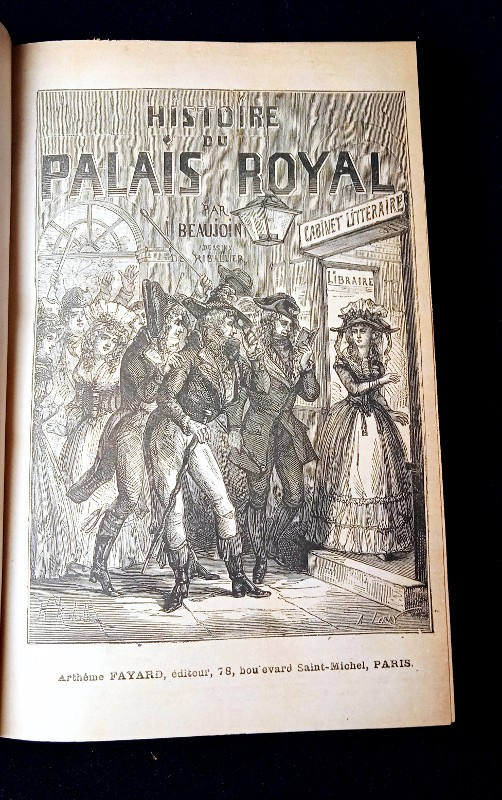 HISTOIRE
DU
PALAIS ROYAL
PAR
BEAUJOINT
CABINET LITTÉRAIRE
LIBRAIRE
Arthème FAYARD, éditeur, 78, boulevard Saint-Michel, PARIS.